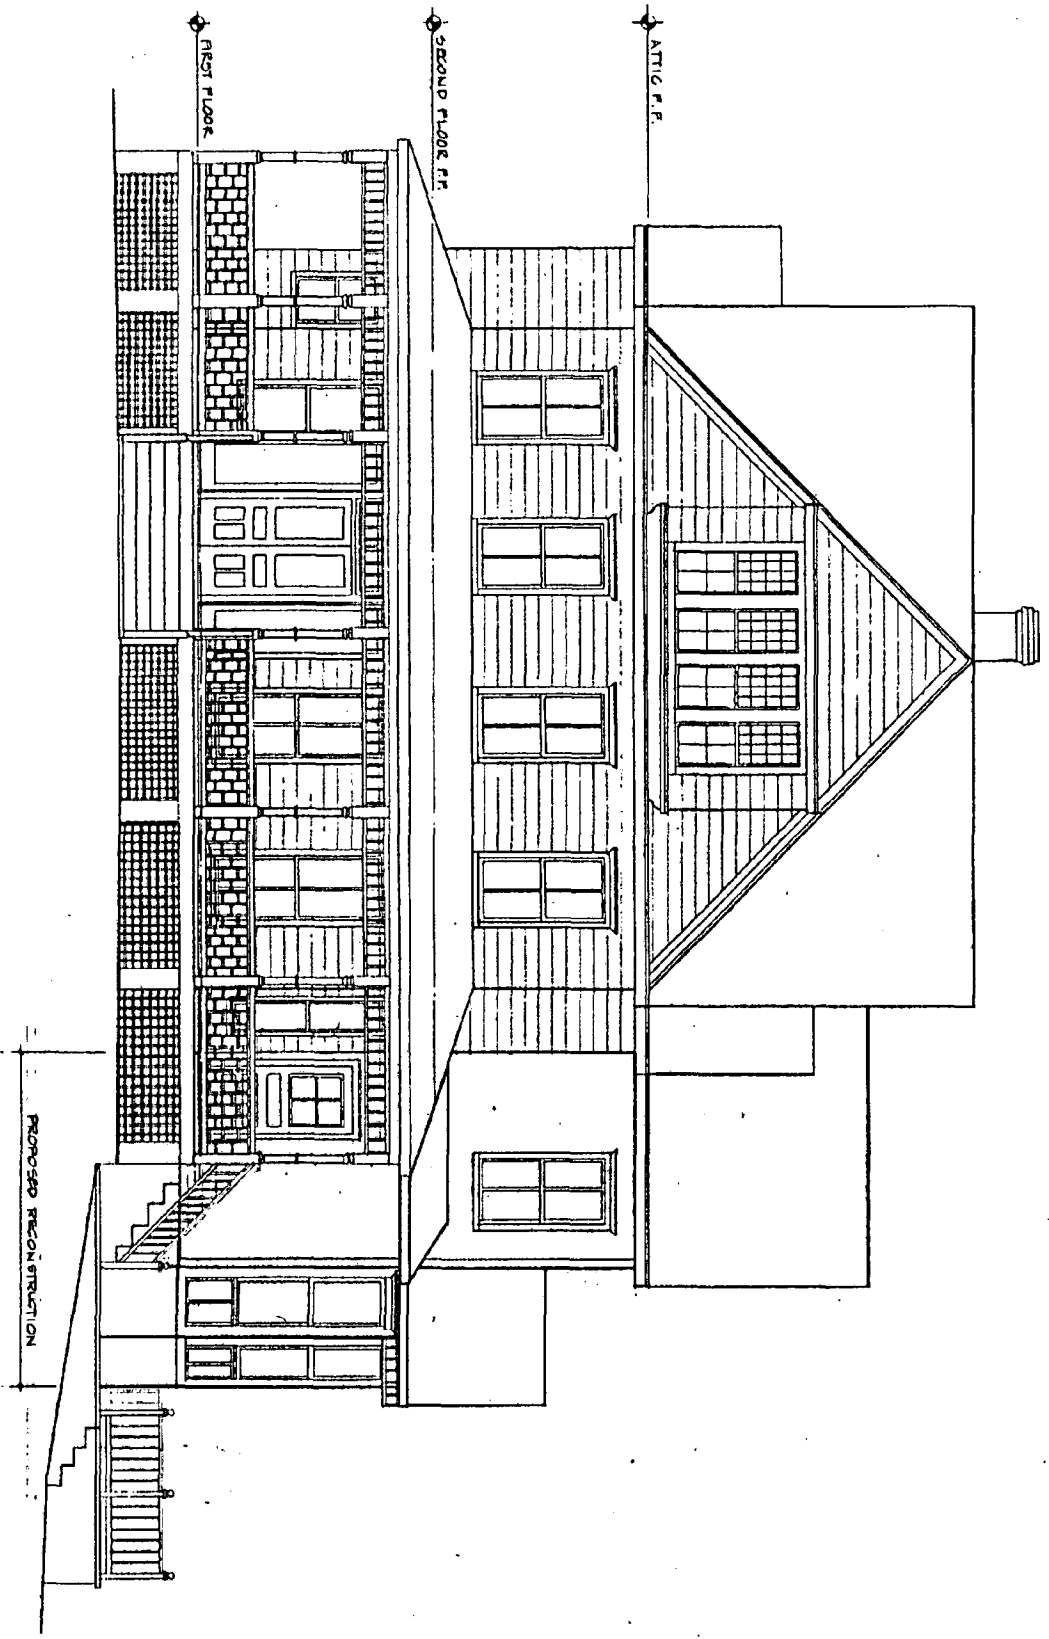 ATTIC F.F.
SECOND FLOOR F.F.
FIRST FLOOR
PROPOSED RECONSTRUCTION